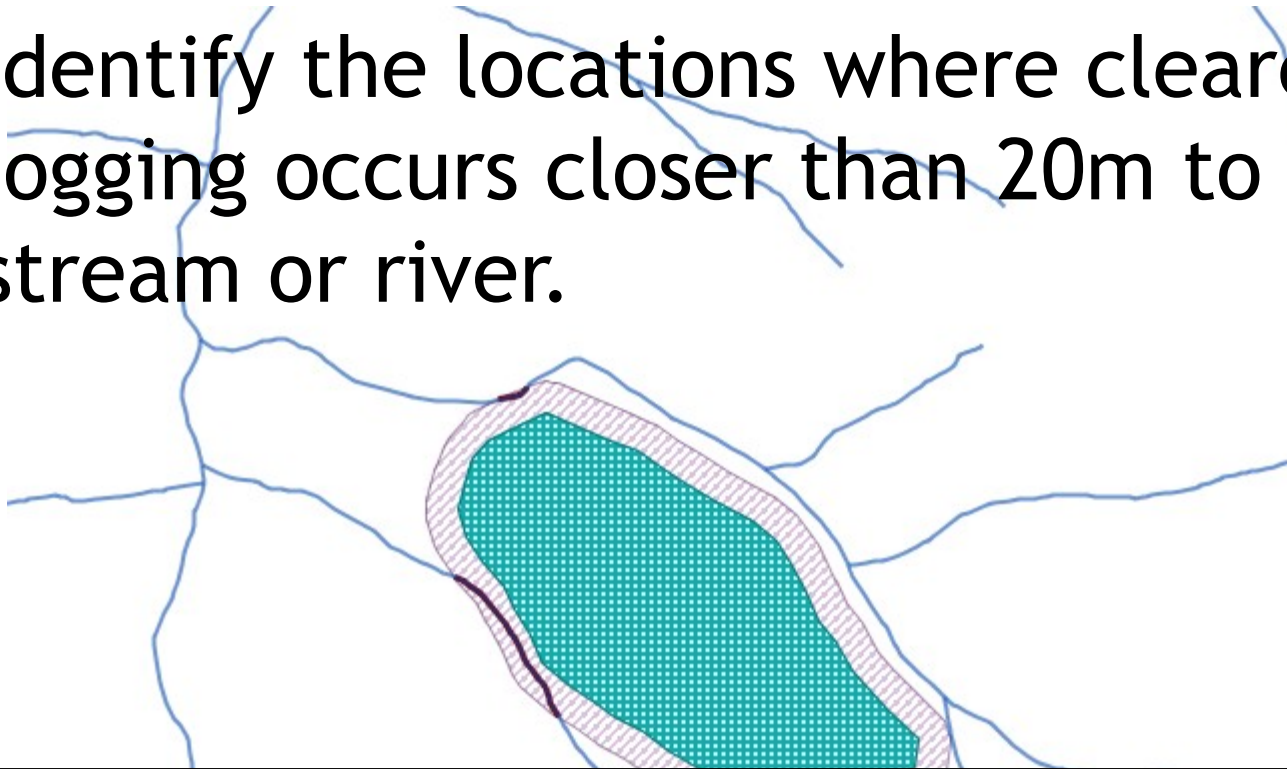 dentify the locations where clear
ogging occurs closer than 20m to
stream or river.